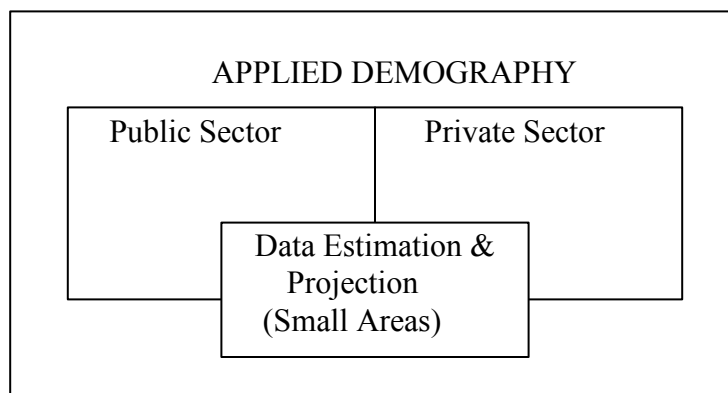 APPLIED DEMOGRAPHY
Public Sector
Private Sector
Data Estimation &
Projection
(Small Areas)